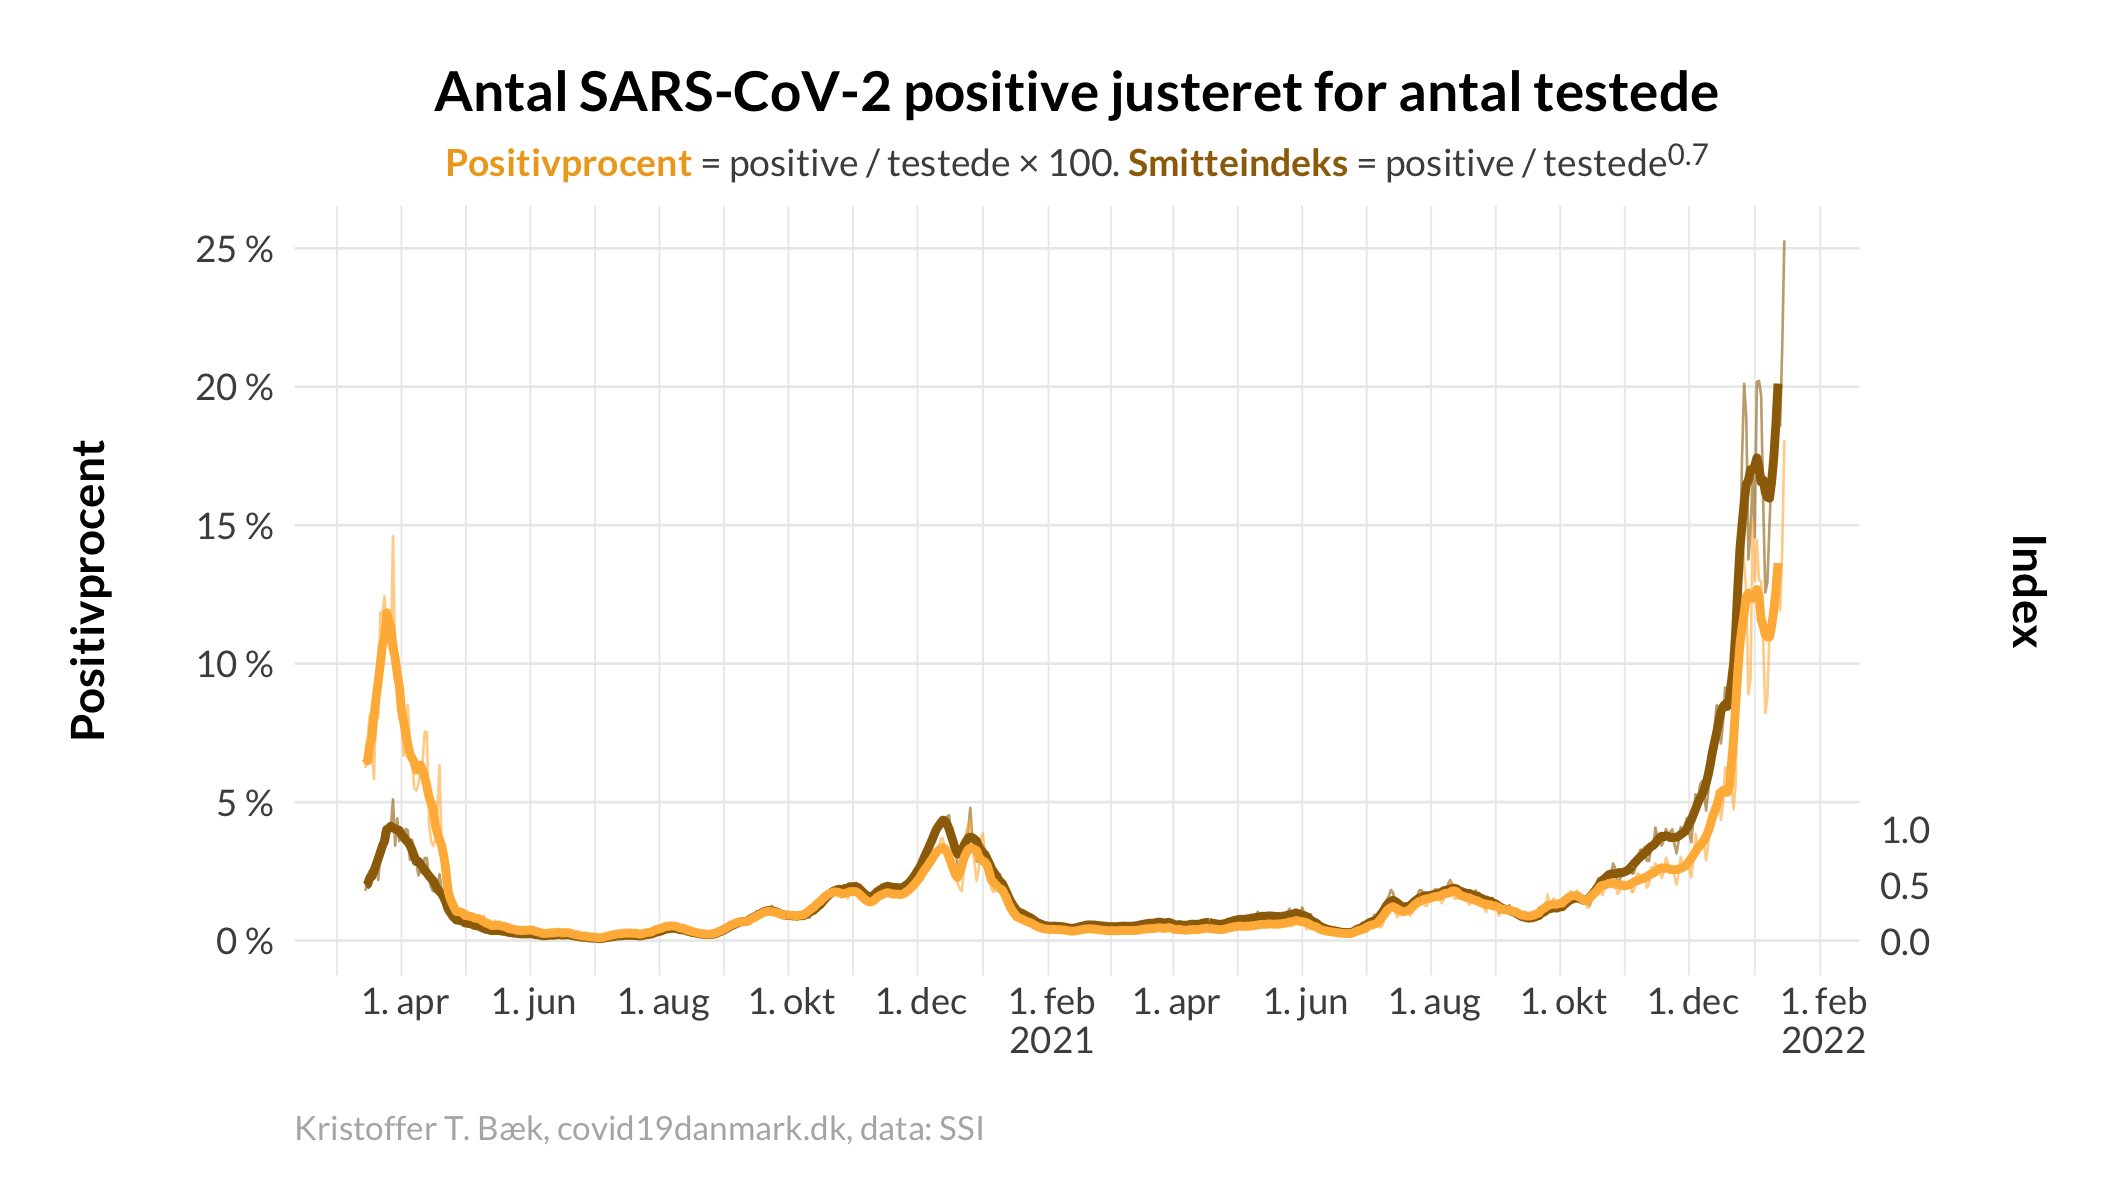 Antal SARS-CoV-2 positive justeret for antal testede
Positivprocent = positive / testede × 100. Smitteindeks = positive / testede^0.7
25 %
20 %
15 %
10 %
5 %
0 %
Positivprocent
1.0
0.5
0.0
Index
1. apr 1. jun 1. aug 1. okt 1. dec 1. feb 1. apr 1. jun 1. aug 1. okt 1. dec 1. feb
2021 2022
Kristoffer T. Bæk, covid19danmark.dk, data: SSI